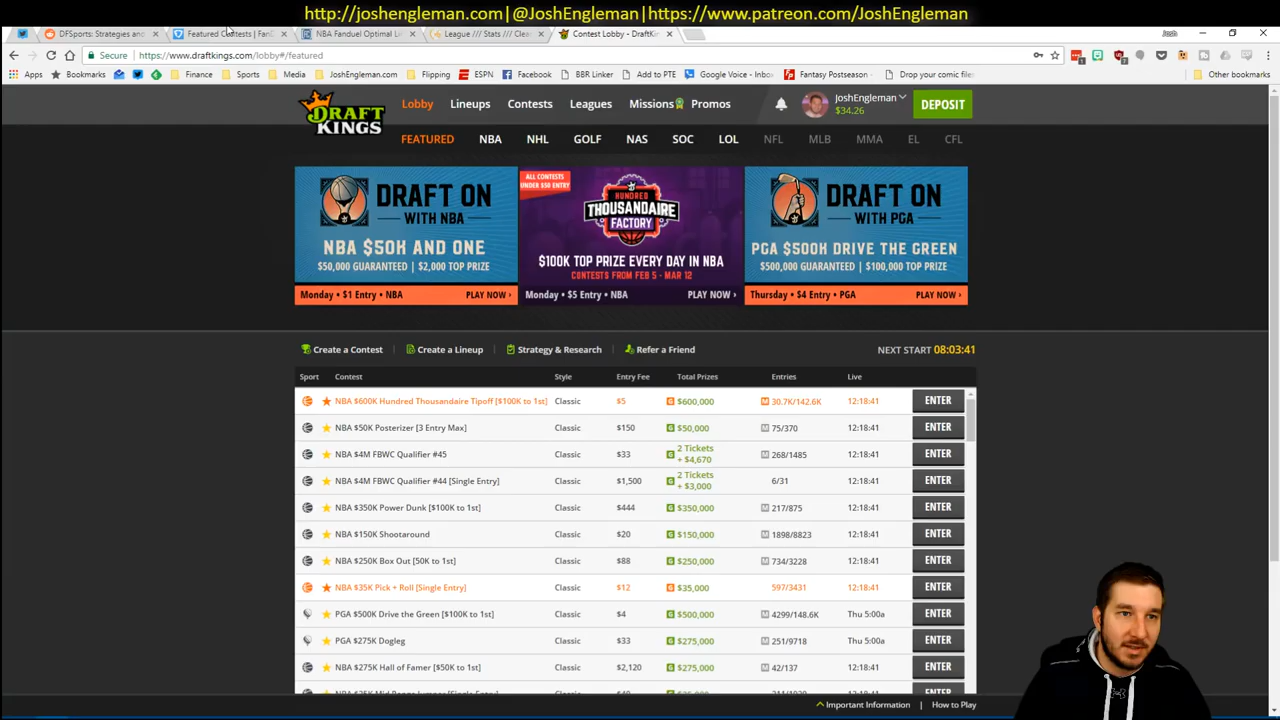 http://joshengleman.com|@JoshEngleman|https://www.patreon.com/JoshEngleman
DFSports: Strategies and
Featured Contests | FanD
NBA Fanduel Optimal Li
League /// Stats /// Clea
Contest Lobby - DraftKi
Josh
Secure
https://www.draftkings.com/lobby#/featured
Apps Bookmarks Finance Sports Media JoshEngleman.com Flipping ESPN Facebook BBR Linker Add to PTE Google Voice - Inbo Fantasy Postseason - Drop your comic file Other bookmarks
DRAFT KINGS
Lobby Lineups Contests Leagues Missions Promos
JoshEngleman
$34.26
DEPOSIT
FEATURED NBA NHL GOLF NAS SOC LOL NFL MLB MMA EL CFL
DRAFT ON
WITH NBA
NBA $50K AND ONE
$50,000 GUARANTEED | $2,000 TOP PRIZE
Monday • $1 Entry • NBA PLAY NOW ›
ALL CONTESTS
UNDER $50 ENTRY
HUNDRED
THOUSANDAIRE
FACTORY
$100K TOP PRIZE EVERY DAY IN NBA
CONTESTS FROM FEB 5 - MAR 12
Monday • $5 Entry • NBA PLAY NOW ›
DRAFT ON
WITH PGA
PGA $500K DRIVE THE GREEN
$500,000 GUARANTEED | $100,000 TOP PRIZE
Thursday • $4 Entry • PGA PLAY NOW ›
Create a Contest | Create a Lineup | Strategy & Research | Refer a Friend
NEXT START 08:03:41
Sport Contest Style Entry Fee Total Prizes Entries Live
NBA $600K Hundred Thousandaire Tipoff [$100K to 1st] Classic $5 G $600,000 M 30.7K/142.6K 12:18:41 ENTER
NBA $50K Posterizer [3 Entry Max] Classic $150 G $50,000 M 75/370 12:18:41 ENTER
NBA $4M FBWC Qualifier #45 Classic $33 G 2 Tickets + $4,670 M 268/1485 12:18:41 ENTER
NBA $4M FBWC Qualifier #44 [Single Entry] Classic $1,500 G 2 Tickets + $3,000 6/31 12:18:41 ENTER
NBA $350K Power Dunk [$100K to 1st] Classic $444 G $350,000 M 217/875 12:18:41 ENTER
NBA $150K Shootaround Classic $20 G $150,000 M 1898/8823 12:18:41 ENTER
NBA $250K Box Out [50K to 1st] Classic $88 G $250,000 M 734/3228 12:18:41 ENTER
NBA $35K Pick + Roll [Single Entry] Classic $12 G $35,000 597/3431 12:18:41 ENTER
PGA $500K Drive the Green [$100K to 1st] Classic $4 G $500,000 M 4299/148.6K Thu 5:00a ENTER
PGA $275K Dogleg Classic $33 G $275,000 M 251/9718 Thu 5:00a ENTER
NBA $275K Hall of Famer [$50K to 1st] Classic $2,120 G $275,000 M 42/137 12:18:41 ENTER
Important Information | How to Play